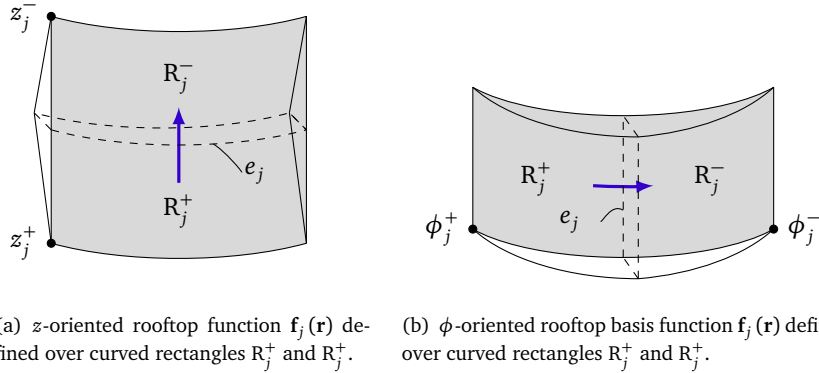 z_j^-
R_j^-
e_j
R_j^+
z_j^+
R_j^+
R_j^-
e_j
ϕ_j^+
ϕ_j^-
(a) z-oriented rooftop function f_j (r) de-
fined over curved rectangles R_j^+ and R_j^+.
(b) ϕ-oriented rooftop basis function f_j (r) defi
over curved rectangles R_j^+ and R_j^+.